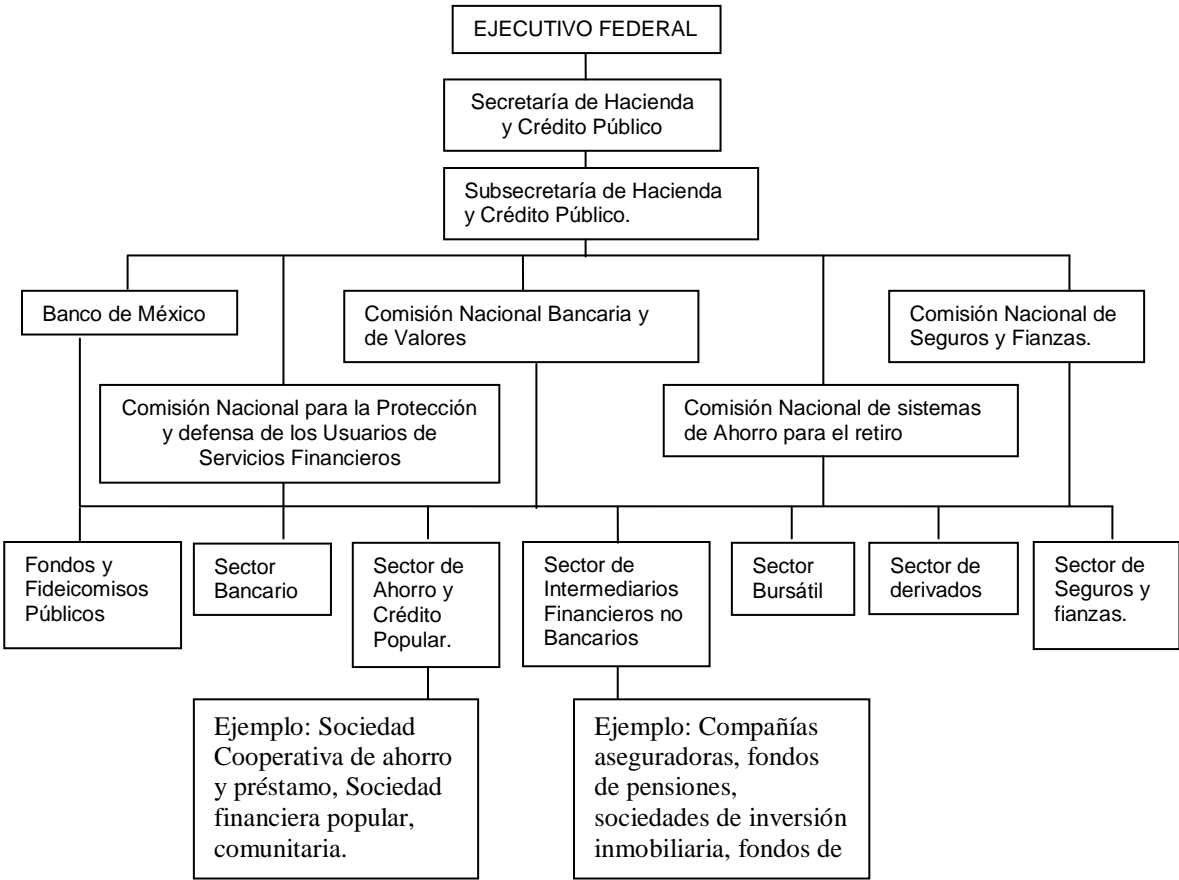 EJECUTIVO FEDERAL
Secretaría de Hacienda
y Crédito Público
Subsecretaría de Hacienda
y Crédito Público.
Banco de México
Comisión Nacional Bancaria y
de Valores
Comisión Nacional de
Seguros y Fianzas.
Comisión Nacional para la Protección
y defensa de los Usuarios de
Servicios Financieros
Comisión Nacional de sistemas
de Ahorro para el retiro
Fondos y
Fideicomisos
Públicos
Sector
Bancario
Sector de
Ahorro y
Crédito
Popular.
Sector de
Intermediarios
Financieros no
Bancarios
Sector
Bursátil
Sector de
derivados
Sector de
Seguros y
fianzas.
Ejemplo: Sociedad
Cooperativa de ahorro
y préstamo, Sociedad
financiera popular,
comunitaria.
Ejemplo: Compañías
aseguradoras, fondos
de pensiones,
sociedades de inversión
inmobiliaria, fondos de